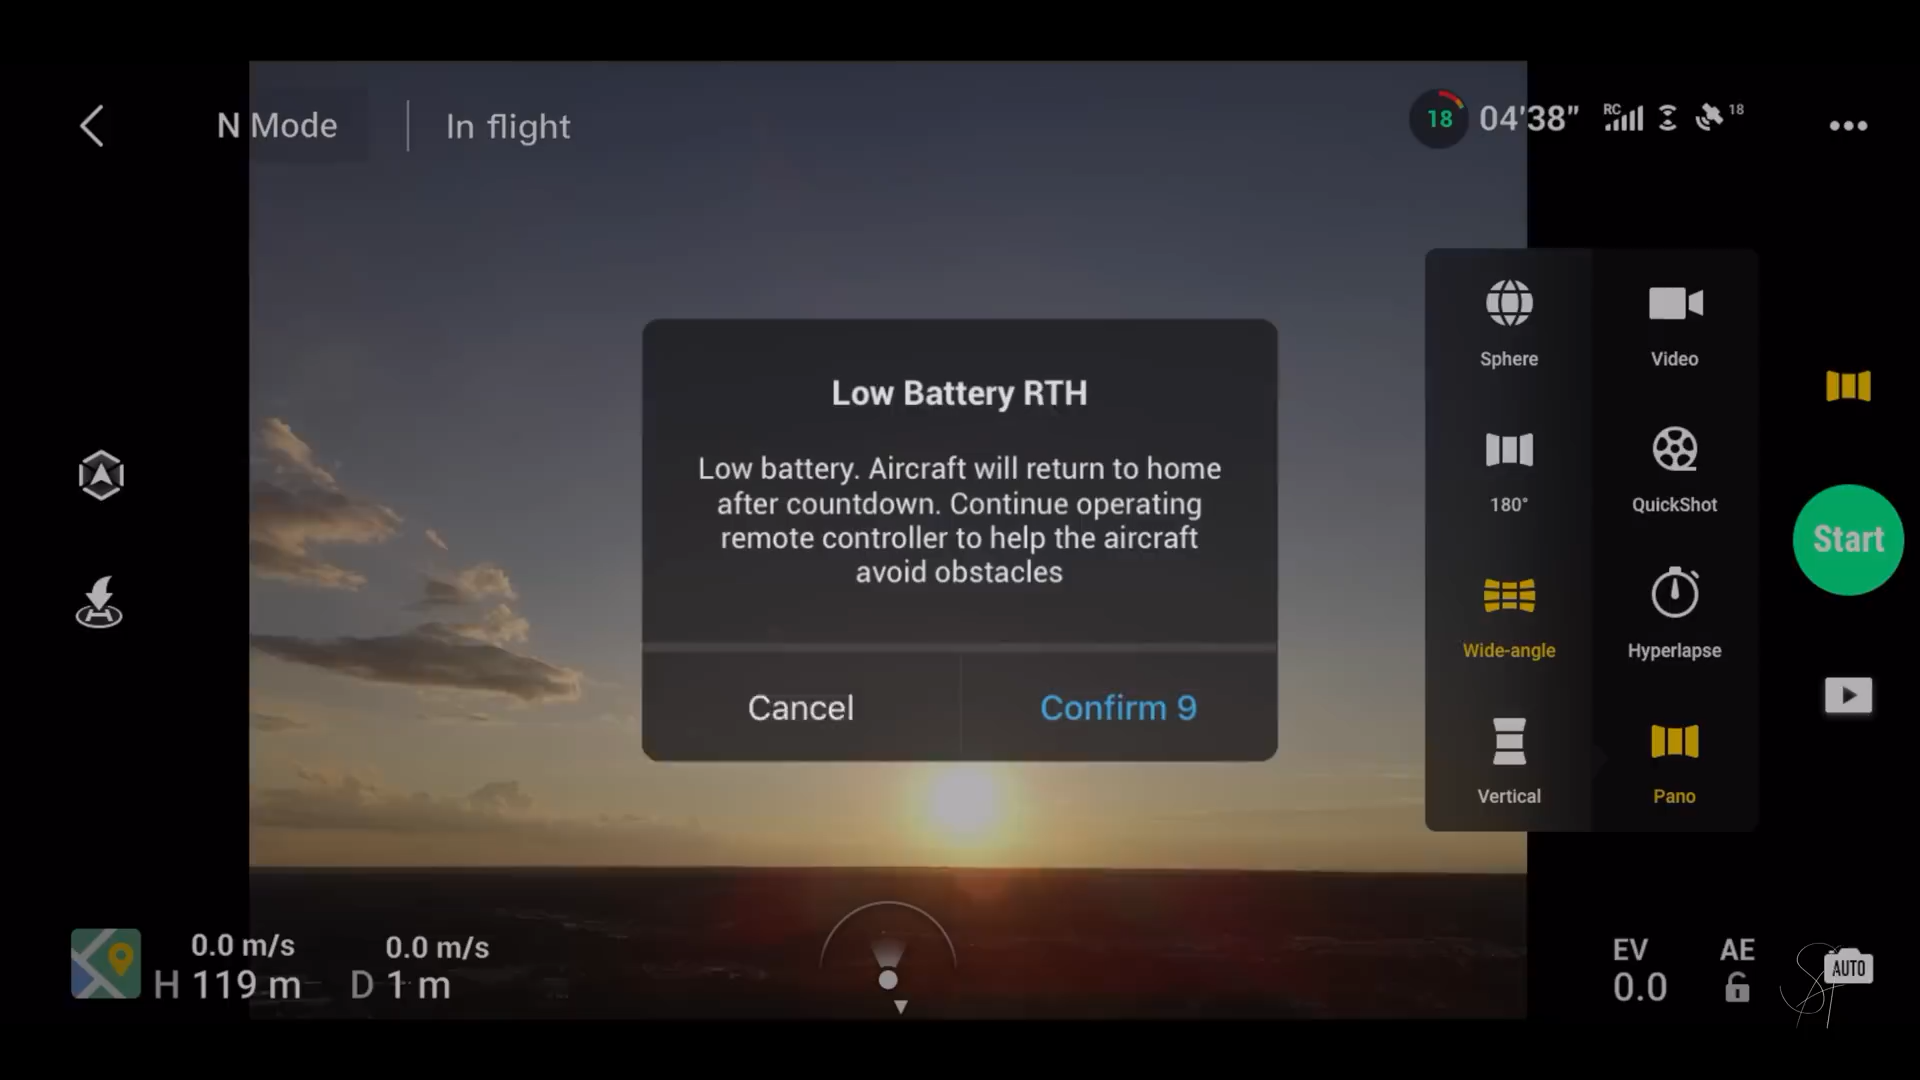 N Mode
In flight
18
04'38"
RC
18
Low Battery RTH
Low battery. Aircraft will return to home
after countdown. Continue operating
remote controller to help the aircraft
avoid obstacles
Cancel
Confirm 9
Sphere
Video
180°
QuickShot
Wide-angle
Hyperlapse
Vertical
Pano
Start
0.0 m/s
0.0 m/s
H 119 m
D 1 m
EV
0.0
AE
AUTO